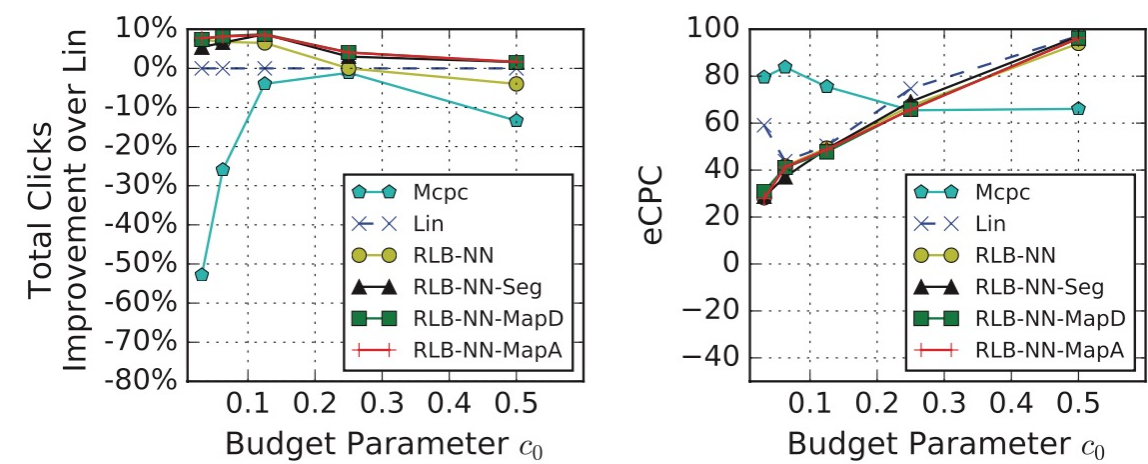 Total Clicks
Improvement over Lin
10%
0%
-10%
-20%
-30%
-40%
-50%
-60%
-70%
-80%
Mcpc
Lin
RLB-NN
RLB-NN-Seg
RLB-NN-MapD
RLB-NN-MapA
0.1 0.2 0.3 0.4 0.5
Budget Parameter c₀
eCPC
100
80
60
40
20
0
−20
−40
Mcpc
Lin
RLB-NN
RLB-NN-Seg
RLB-NN-MapD
RLB-NN-MapA
0.1 0.2 0.3 0.4 0.5
Budget Parameter c₀